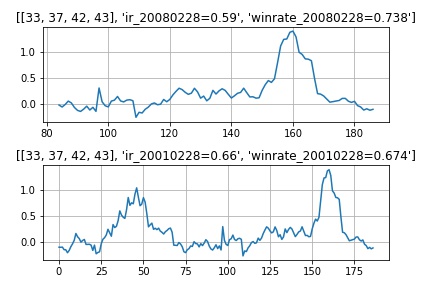 [[33, 37, 42, 43], 'ir_20080228=0.59', 'winrate_20080228=0.738']
1.0
0.5
0.0
80 100 120 140 160 180
[[33, 37, 42, 43], 'ir_20010228=0.66', 'winrate_20010228=0.674']
1.0
0.5
0.0
0 25 50 75 100 125 150 175